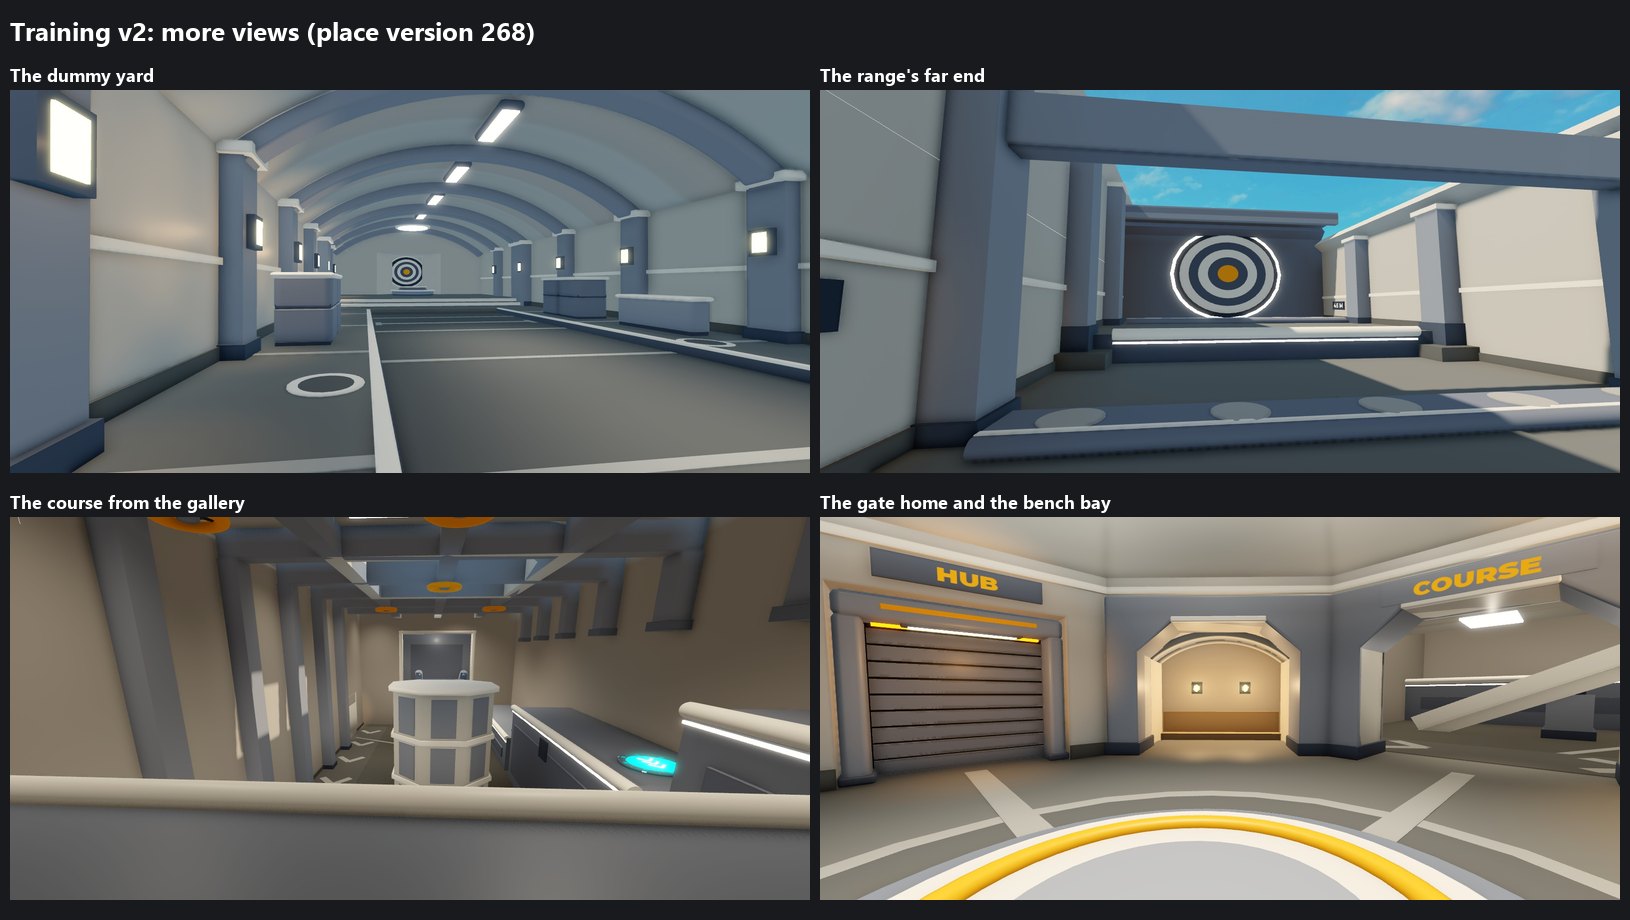 Training v2: more views (place version 268)
The dummy yard
The range's far end
The course from the gallery
The gate home and the bench bay
HUB
COURSE